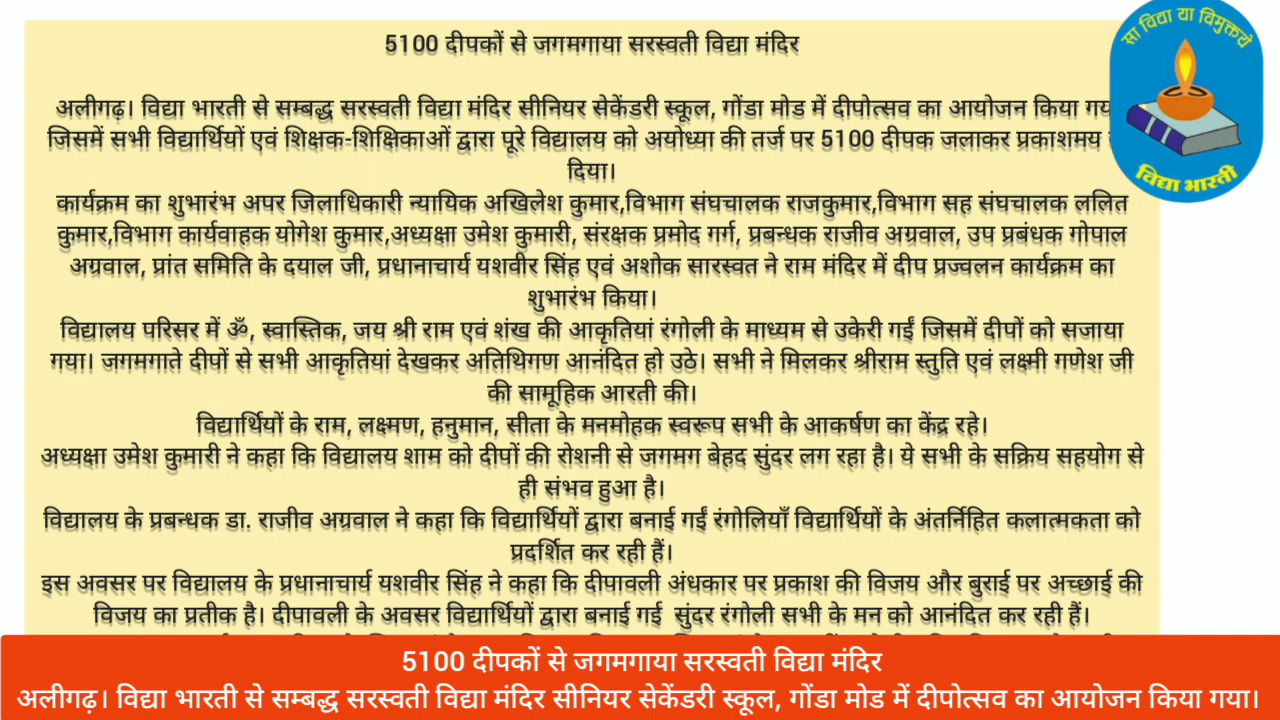 5100 दीपकों से जगमगाया सरस्वती विद्या मंदिर
अलीगढ़। विद्या भारती से सम्बद्ध सरस्वती विद्या मंदिर सीनियर सेकेंडरी स्कूल, गोंडा मोड में दीपोत्सव का आयोजन किया
जिसमें सभी विद्यार्थियों एवं शिक्षक-शिक्षिकाओं द्वारा पूरे विद्यालय को अयोध्या की तर्ज पर 5100 दीपक जलाकर प्रकाशमय
दिया।
कार्यक्रम का शुभारंभ अपर जिलाधिकारी न्यायिक अखिलेश कुमार,विभाग संघचालक राजकुमार,विभाग सह संघचालक ललित
कुमार,विभाग कार्यवाहक योगेश कुमार,अध्यक्षा उमेश कुमारी, संरक्षक प्रमोद गर्ग, प्रबन्धक राजीव अग्रवाल, उप प्रबंधक गोपाल
अग्रवाल, प्रांत समिति के दयाल जी, प्रधानाचार्य यशवीर सिंह एवं अशोक सारस्वत ने राम मंदिर में दीप प्रज्वलन कार्यक्रम का
शुभारंभ किया।
विद्यालय परिसर में ॐ, स्वास्तिक, जय श्री राम एवं शंख की आकृतियां रंगोली के माध्यम से उकेरी गईं जिसमें दीपों को सजाया
गया। जगमगाते दीपों से सभी आकृतियां देखकर अतिथिगण आनंदित हो उठे। सभी ने मिलकर श्रीराम स्तुति एवं लक्ष्मी गणेश जी
की सामूहिक आरती की।
विद्यार्थियों के राम, लक्ष्मण, हनुमान, सीता के मनमोहक स्वरूप सभी के आकर्षण का केंद्र रहे।
अध्यक्षा उमेश कुमारी ने कहा कि विद्यालय शाम को दीपों की रोशनी से जगमग बेहद सुंदर लग रहा है। ये सभी के सक्रिय सहयोग से
ही संभव हुआ है।
विद्यालय के प्रबन्धक डा. राजीव अग्रवाल ने कहा कि विद्यार्थियों द्वारा बनाई गईं रंगोलियाँ विद्यार्थियों के अंतर्निहित कलात्मकता को
प्रदर्शित कर रही हैं।
इस अवसर पर विद्यालय के प्रधानाचार्य यशवीर सिंह ने कहा कि दीपावली अंधकार पर प्रकाश की विजय और बुराई पर अच्छाई की
विजय का प्रतीक है। दीपावली के अवसर विद्यार्थियों द्वारा बनाई गई सुंदर रंगोली सभी के मन को आनंदित कर रही हैं।
सा विद्या या विमुक्तये
विद्या भारती
5100 दीपकों से जगमगाया सरस्वती विद्या मंदिर
अलीगढ़। विद्या भारती से सम्बद्ध सरस्वती विद्या मंदिर सीनियर सेकेंडरी स्कूल, गोंडा मोड में दीपोत्सव का आयोजन किया गया।